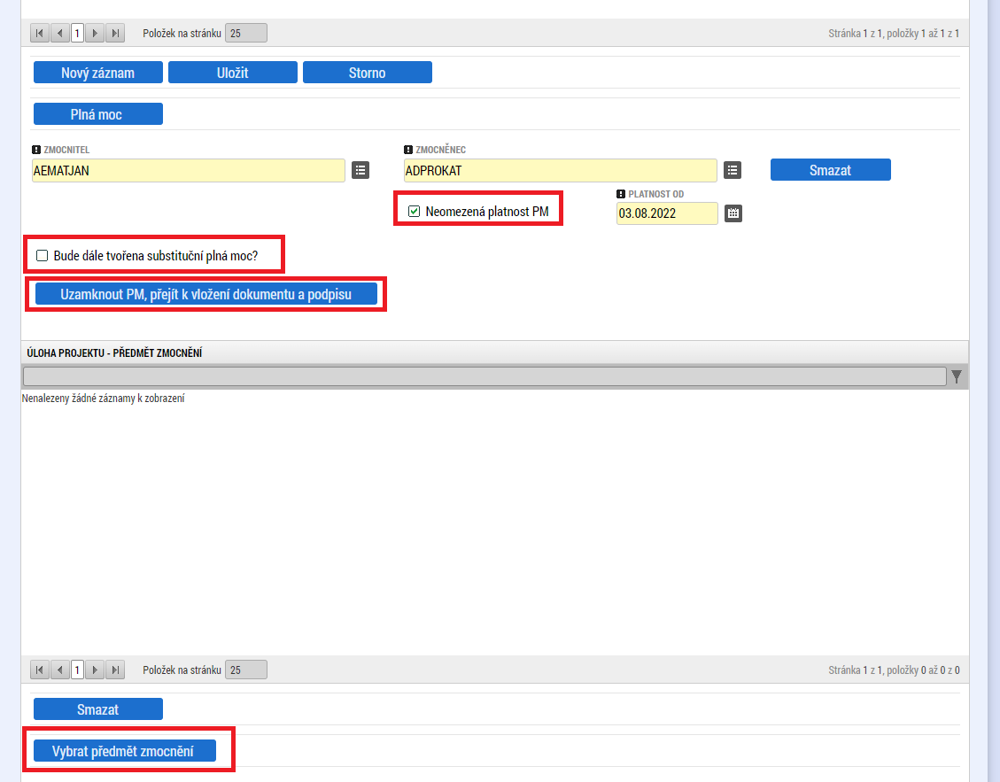 1 Položek na stránku 25 Stránka 1 z 1, položky 1 až 1 z 1
Nový záznam Uložit Storno
Plná moc
ZMOCNITEL ZMOCNĚNEC
AEMATJAN ADPROKAT Smazat
PLATNOST OD
Neomezená platnost PM 03.08.2022
Bude dále tvořena substituční plná moc?
Uzamknout PM, přejít k vložení dokumentu a podpisu
ÚLOHA PROJEKTU - PŘEDMĚT ZMOCNĚNÍ
Nenalezeny žádné záznamy k zobrazení
1 Položek na stránku 25 Stránka 1 z 1, položky 0 až 0 z 0
Smazat
Vybrat předmět zmocnění